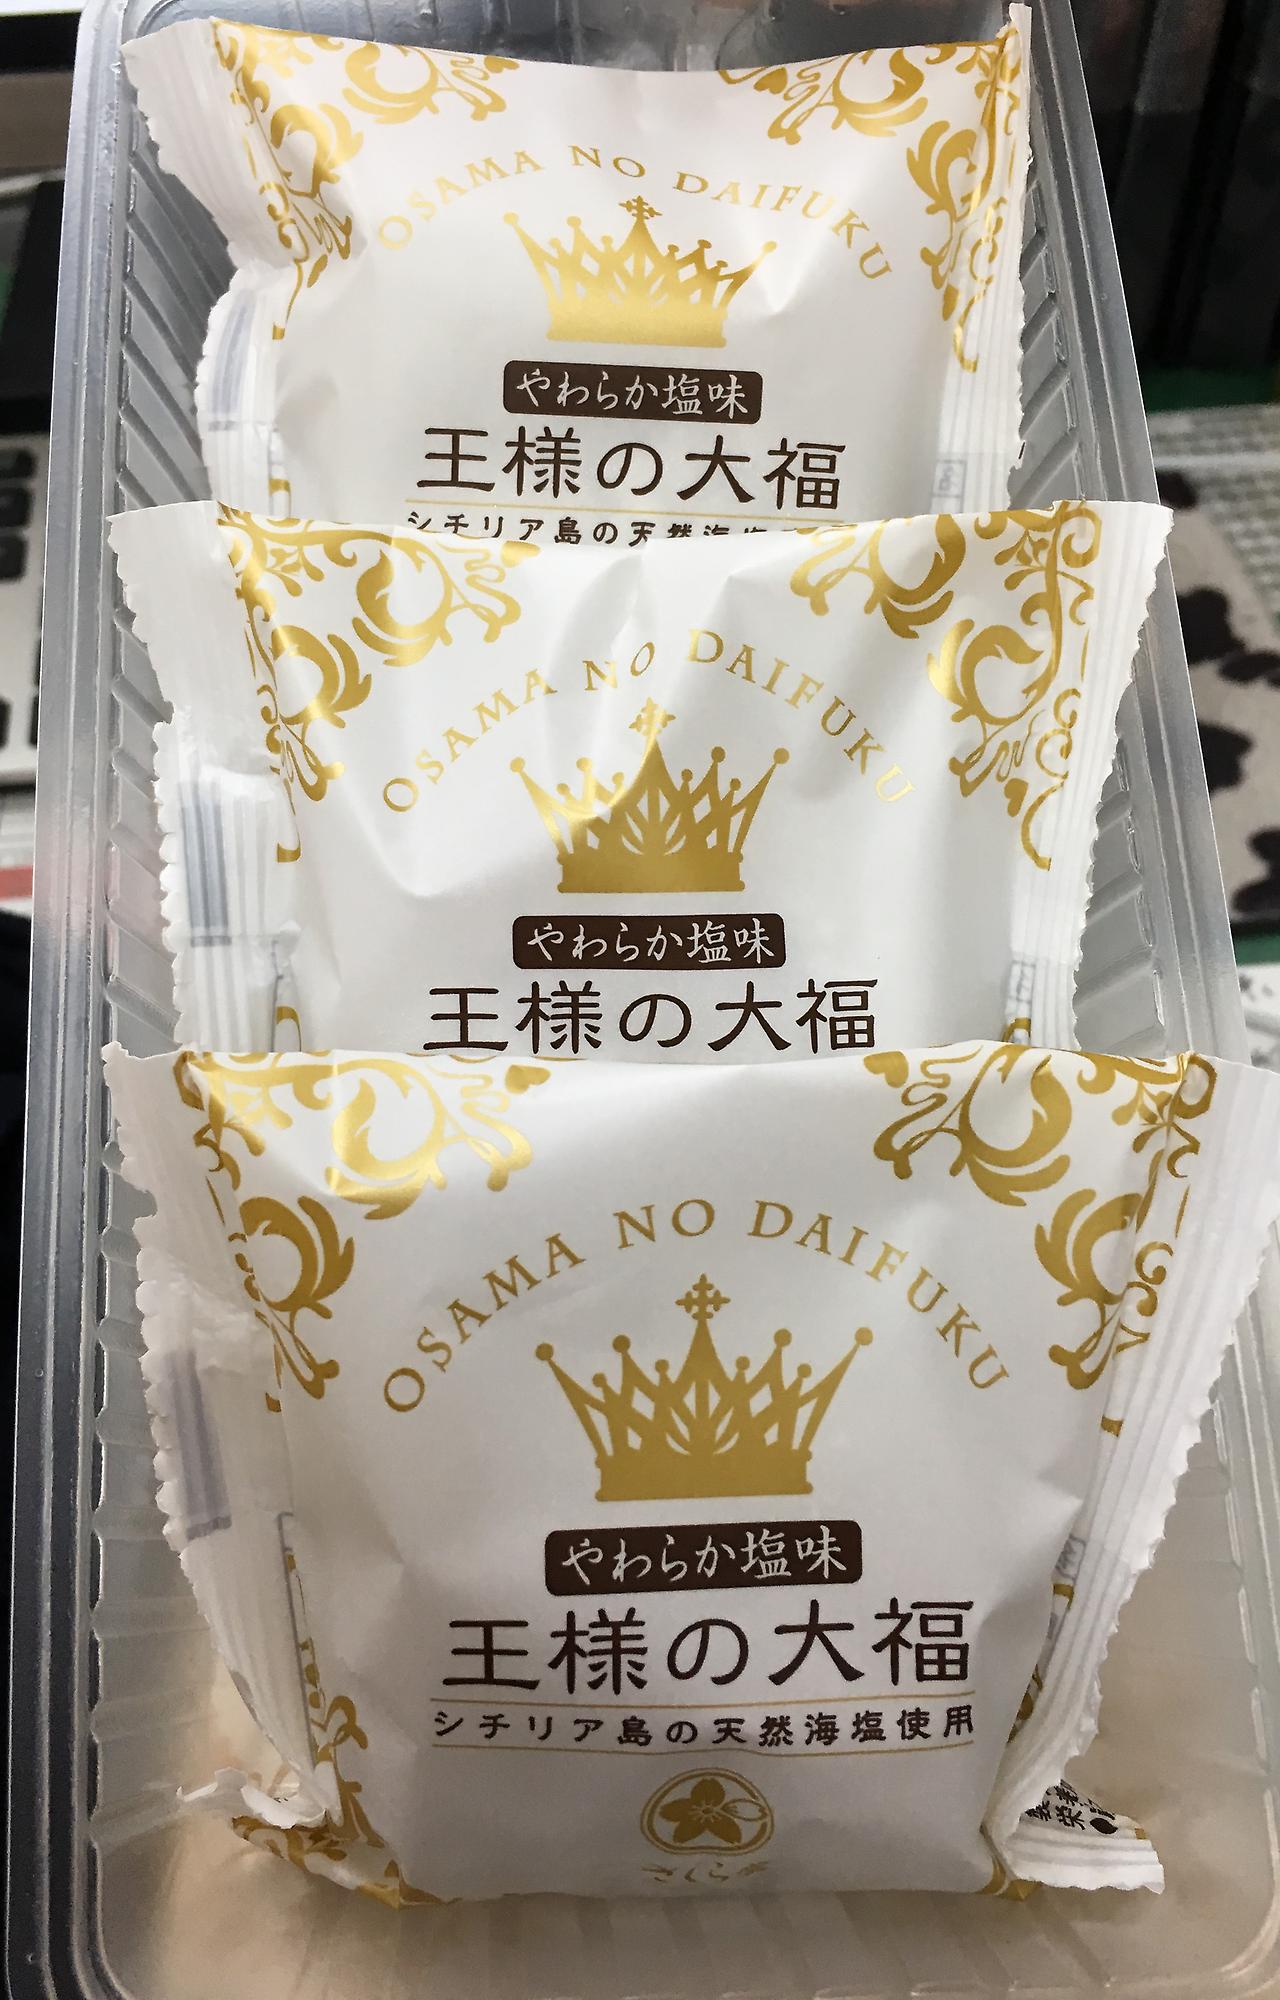 OSAMA NO DAIFUKU
やわらか塩味
王様の大福
シチリア島の天然海塩
OSAMA NO DAIFUKU
やわらか塩味
王様の大福
OSAMA NO DAIFUKU
やわらか塩味
王様の大福
シチリア島の天然海塩使用
さくら